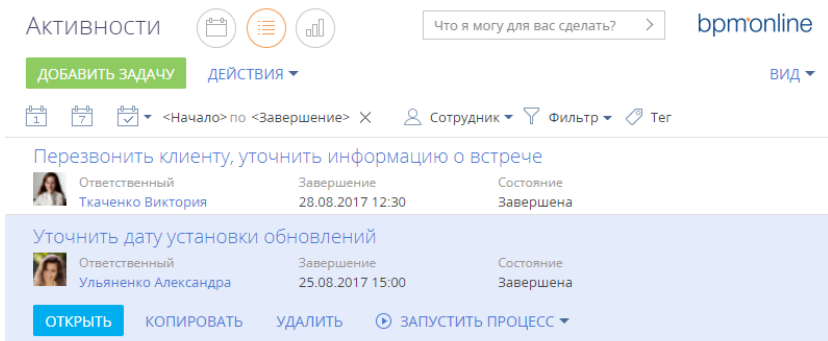 Активности
Что я могу для вас сделать?
bpmonline
ДОБАВИТЬ ЗАДАЧУ ДЕЙСТВИЯ ВИД
1 7 <Начало> по <Завершение> Сотрудник Фильтр Тег
Перезвонить клиенту, уточнить информацию о встрече
Ответственный Завершение Состояние
Ткаченко Виктория 28.08.2017 12:30 Завершена
Уточнить дату установки обновлений
Ответственный Завершение Состояние
Ульяненко Александра 25.08.2017 15:00 Завершена
ОТКРЫТЬ КОПИРОВАТЬ УДАЛИТЬ ЗАПУСТИТЬ ПРОЦЕСС